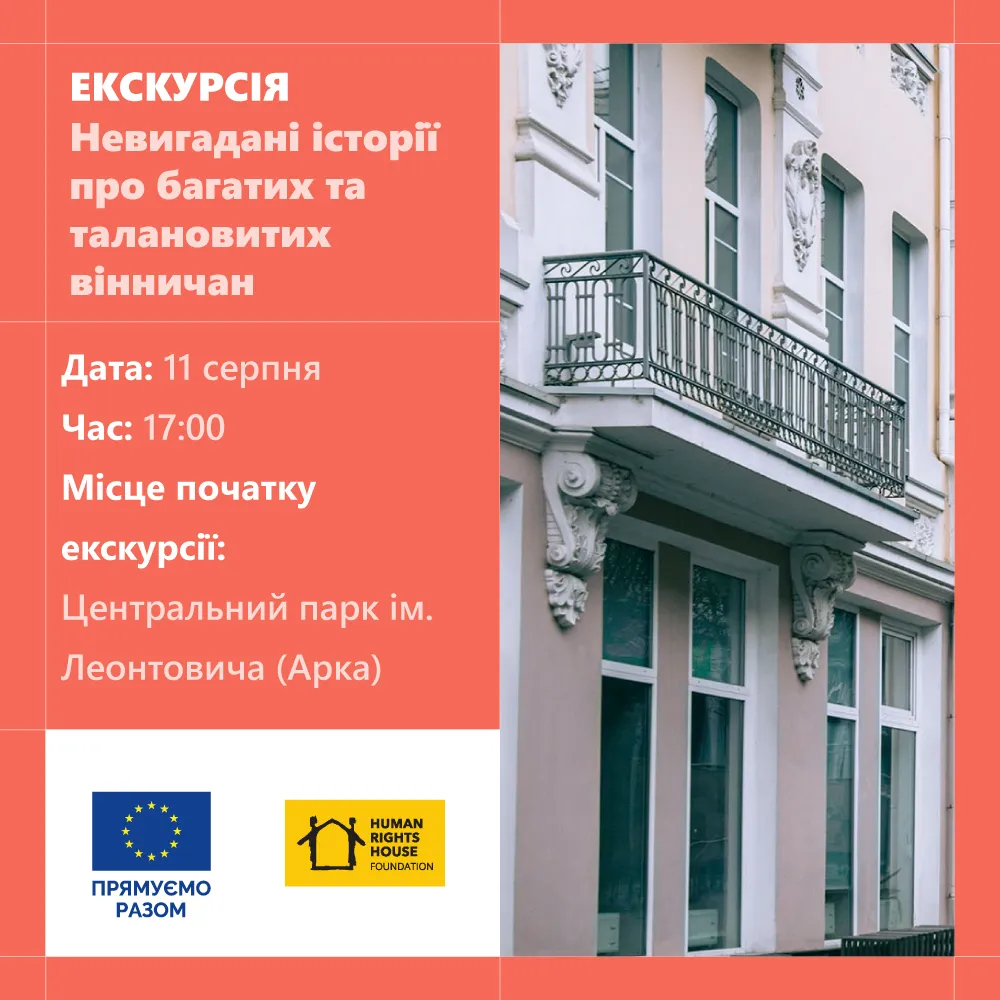 ЕКСКУРСІЯ
Невигадані історії
про багатих та
талановитих
вінничан
Дата: 11 серпня
Час: 17:00
Місце початку
екскурсії:
Центральний парк ім.
Леонтовича (Арка)
ПРЯМУЄМО
РАЗОМ
HUMAN
RIGHTS
HOUSE
FOUNDATION